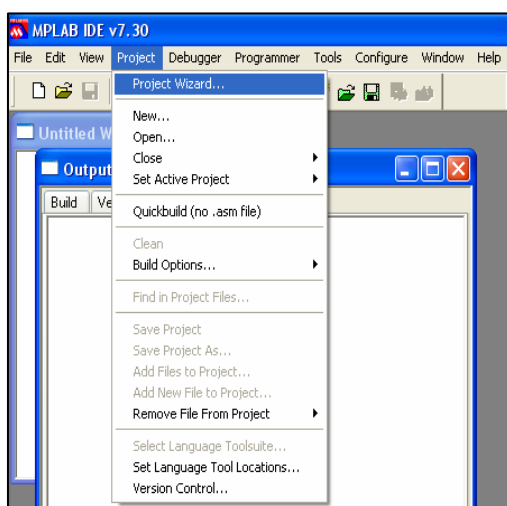 MPLAB IDE v7.30
File Edit View Project Debugger Programmer Tools Configure Window Help
Project Wizard...
New...
Untitled W
Open...
Close
Output
Set Active Project
Build Ve
Quickbuild (no .asm file)
Clean
Build Options...
Find in Project Files...
Save Project
Save Project As...
Add Files to Project...
Add New File to Project...
Remove File From Project
Select Language Toolsuite...
Set Language Tool Locations...
Version Control...